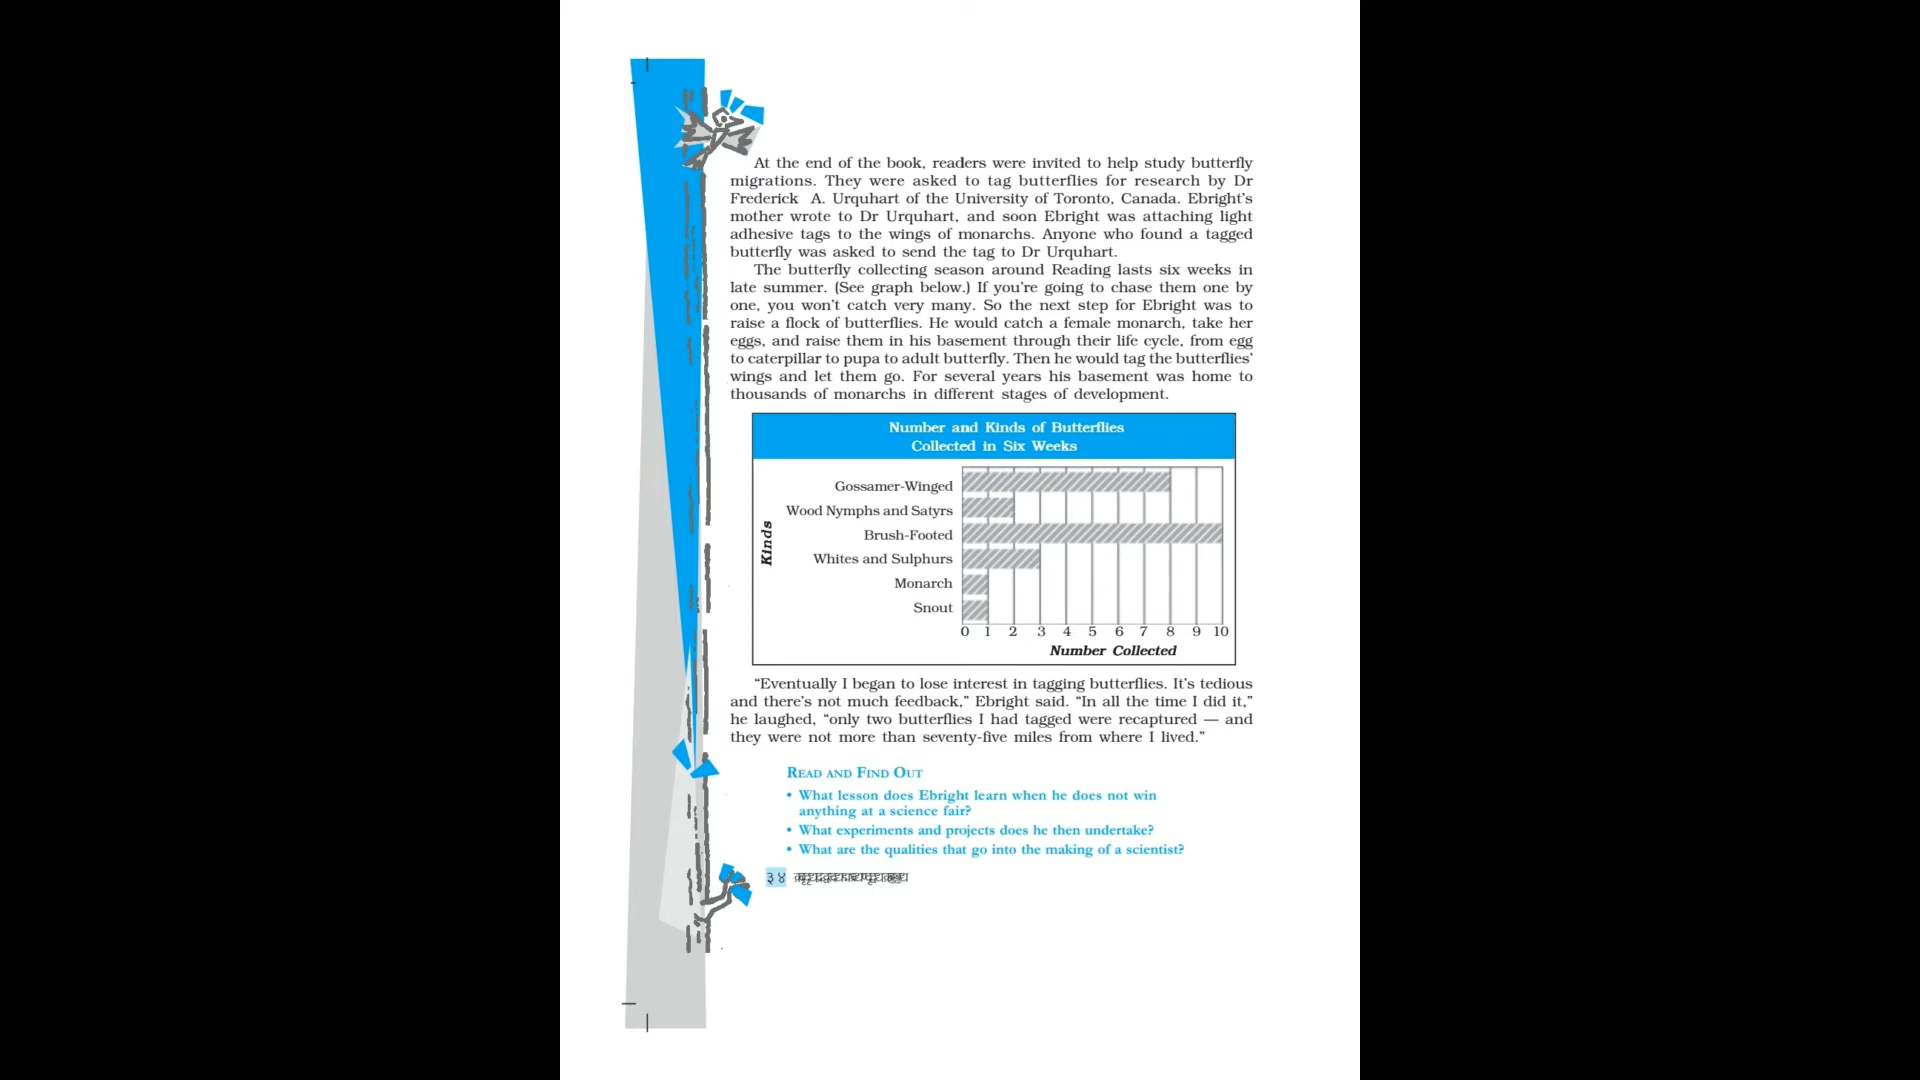 At the end of the book, readers were invited to help study butterfly
migrations. They were asked to tag butterflies for research by Dr
Frederick A. Urquhart of the University of Toronto, Canada. Ebright's
mother wrote to Dr Urquhart, and soon Ebright was attaching light
adhesive tags to the wings of monarchs. Anyone who found a tagged
butterfly was asked to send the tag to Dr Urquhart.
The butterfly collecting season around Reading lasts six weeks in
late summer. (See graph below.) If you're going to chase them one by
one, you won't catch very many. So the next step for Ebright was to
raise a flock of butterflies. He would catch a female monarch, take her
eggs, and raise them in his basement through their life cycle, from egg
to caterpillar to pupa to adult butterfly. Then he would tag the butterflies'
wings and let them go. For several years his basement was home to
thousands of monarchs in different stages of development.
Number and Kinds of Butterflies
Collected in Six Weeks
Kinds
Gossamer-Winged
Wood Nymphs and Satyrs
Brush-Footed
Whites and Sulphurs
Monarch
Snout
0 1 2 3 4 5 6 7 8 9 10
Number Collected
“Eventually I began to lose interest in tagging butterflies. It's tedious
and there's not much feedback,” Ebright said. “In all the time I did it,”
he laughed, “only two butterflies I had tagged were recaptured — and
they were not more than seventy-five miles from where I lived.”
READ AND FIND OUT
• What lesson does Ebright learn when he does not win
anything at a science fair?
• What experiments and projects does he then undertake?
• What are the qualities that go into the making of a scientist?
३४